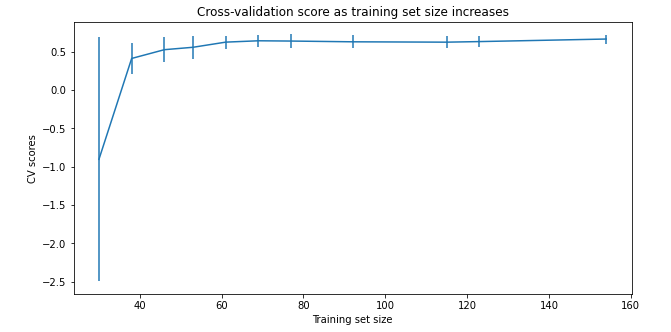 Cross-validation score as training set size increases
CV scores
0.5
0.0
−0.5
−1.0
−1.5
−2.0
−2.5
40 60 80 100 120 140 160
Training set size